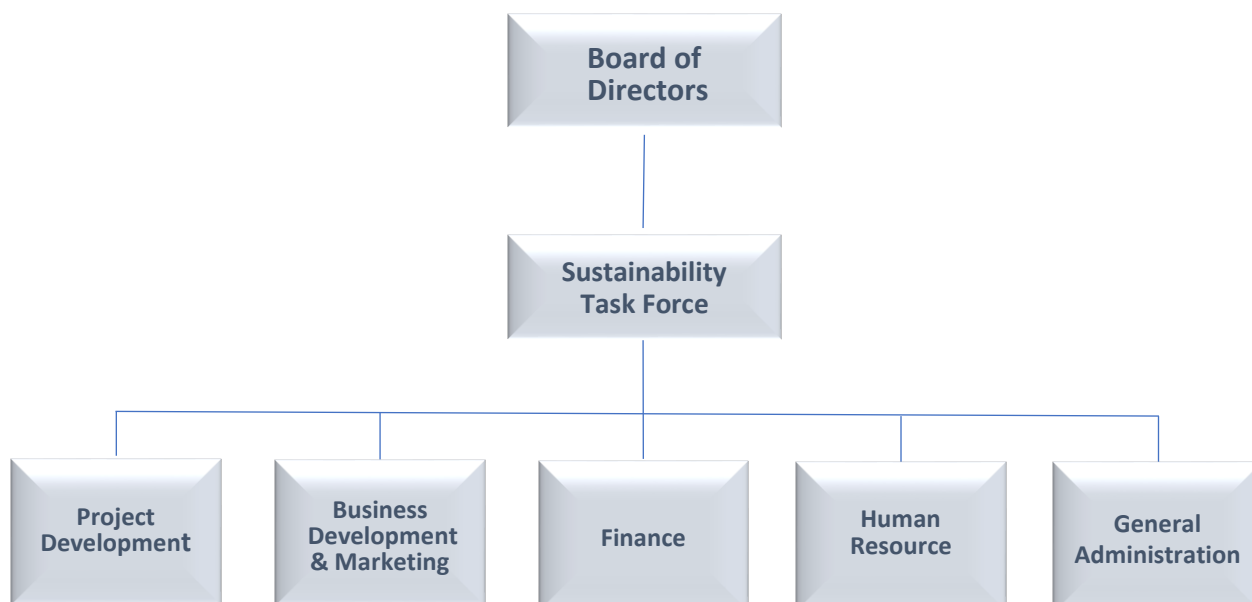 Board of
Directors
Sustainability
Task Force
Project
Development
Business
Development
& Marketing
Finance
Human
Resource
General
Administration